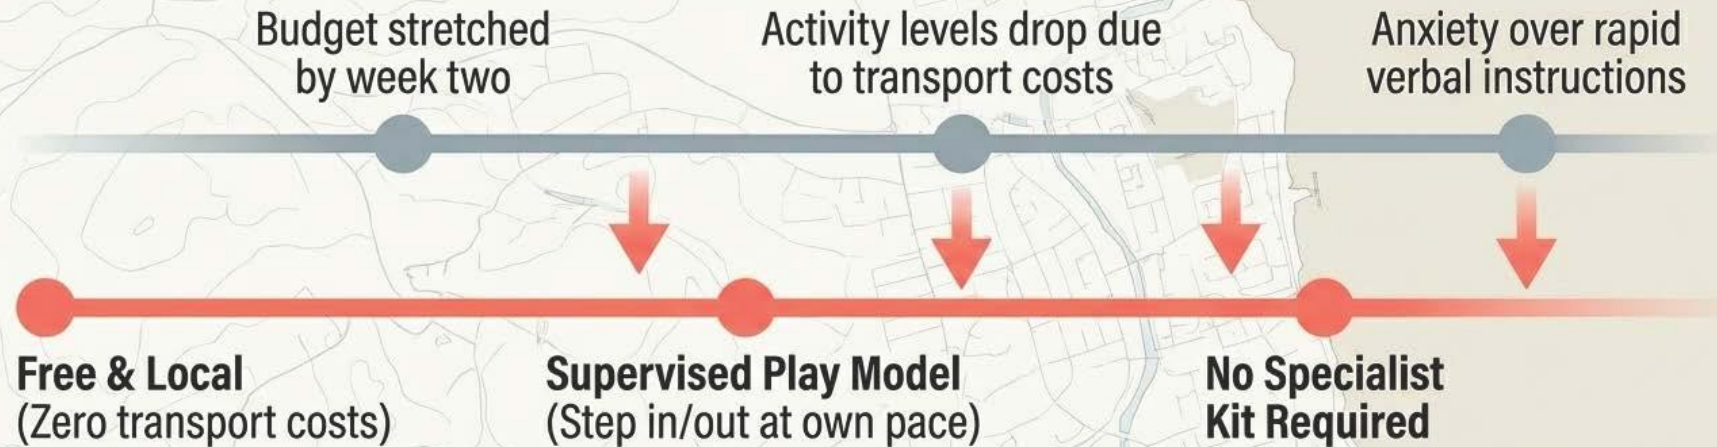 Budget stretched
by week two
Activity levels drop due
to transport costs
Anxiety over rapid
verbal instructions
Free & Local
(Zero transport costs)
Supervised Play Model
(Step in/out at own pace)
No Specialist
Kit Required